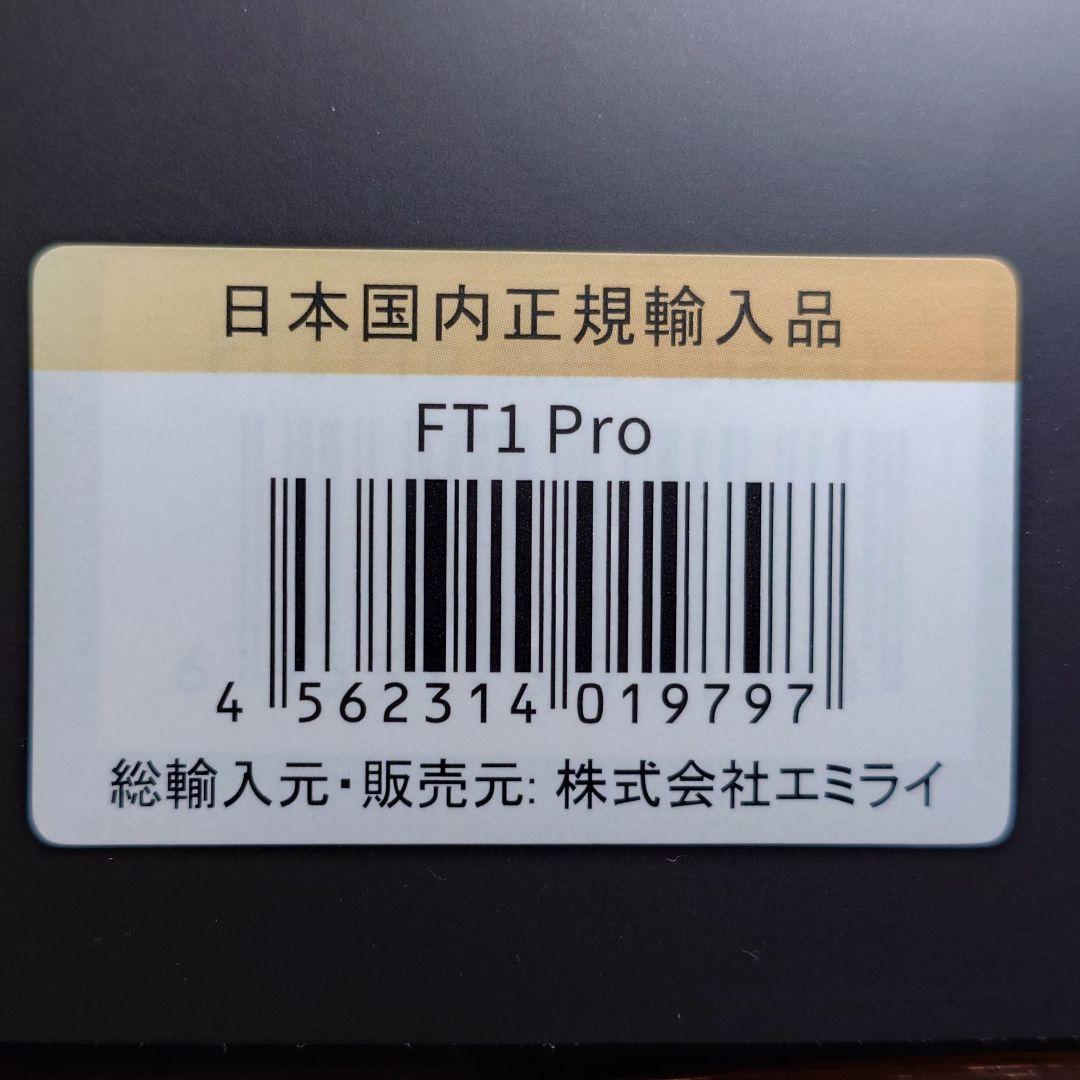 日本国内正規輸入品
FT1 Pro
4 562314 019797
総輸入元・販売元: 株式会社エミライ